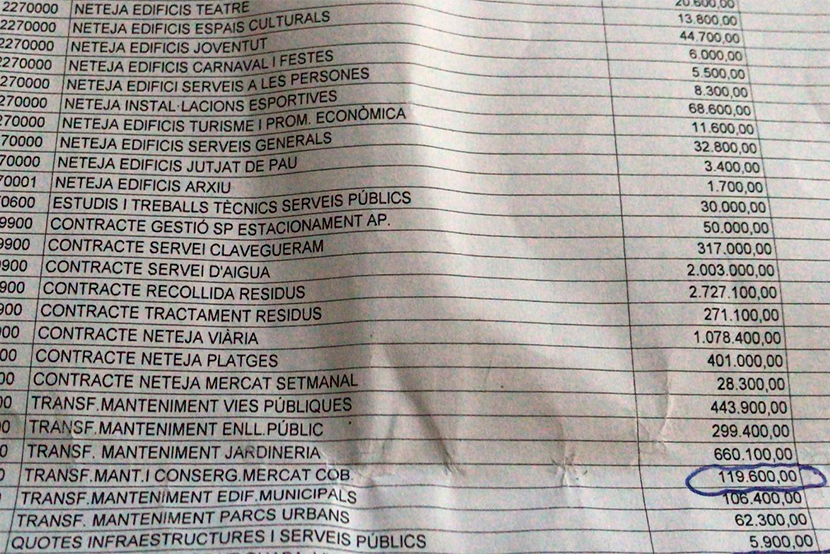 20.600,00
2270000 NETEJA EDIFICIS TEATRE 13.800,00
2270000 NETEJA EDIFICIS ESPAIS CULTURALS 44.700,00
2270000 NETEJA EDIFICIS JOVENTUT 6.000,00
2270000 NETEJA EDIFICIS CARNAVAL I FESTES 5.500,00
270000 NETEJA EDIFICI SERVEIS A LES PERSONES 8.300,00
270000 NETEJA INSTAL·LACIONS ESPORTIVES 68.600,00
270000 NETEJA EDIFICIS TURISME I PROM. ECONÒMICA 11.600,00
70000 NETEJA EDIFICIS SERVEIS GENERALS 32.800,00
70000 NETEJA EDIFICIS JUTJAT DE PAU 3.400,00
70001 NETEJA EDIFICIS ARXIU 1.700,00
0600 ESTUDIS I TREBALLS TÈCNICS SERVEIS PÚBLICS 30.000,00
9900 CONTRACTE GESTIÓ SP ESTACIONAMENT AP. 50.000,00
9900 CONTRACTE SERVEI CLAVEGUERAM 317.000,00
9900 CONTRACTE SERVEI D'AIGUA 2.003.000,00
900 CONTRACTE RECOLLIDA RESIDUS 2.727.100,00
900 CONTRACTE TRACTAMENT RESIDUS 271.100,00
000 CONTRACTE NETEJA VIÀRIA 1.078.400,00
00 CONTRACTE NETEJA PLATGES 401.000,00
00 CONTRACTE NETEJA MERCAT SETMANAL 28.300,00
00 TRANSF.MANTENIMENT VIES PÚBLIQUES 443.900,00
0 TRANSF.MANTENIMENT ENLL.PÚBLIC 299.400,00
0 TRANSF. MANTENIMENT JARDINERIA 660.100,00
TRANSF.MANT.I CONSERG.MERCAT COB 119.600,00
TRANSF.MANTENIMENT EDIF.MUNICIPALS 106.400,00
TRANSF. MANTENIMENT PARCS URBANS 62.300,00
QUOTES INFRAESTRUCTURES I SERVEIS PÚBLICS 5.900,00